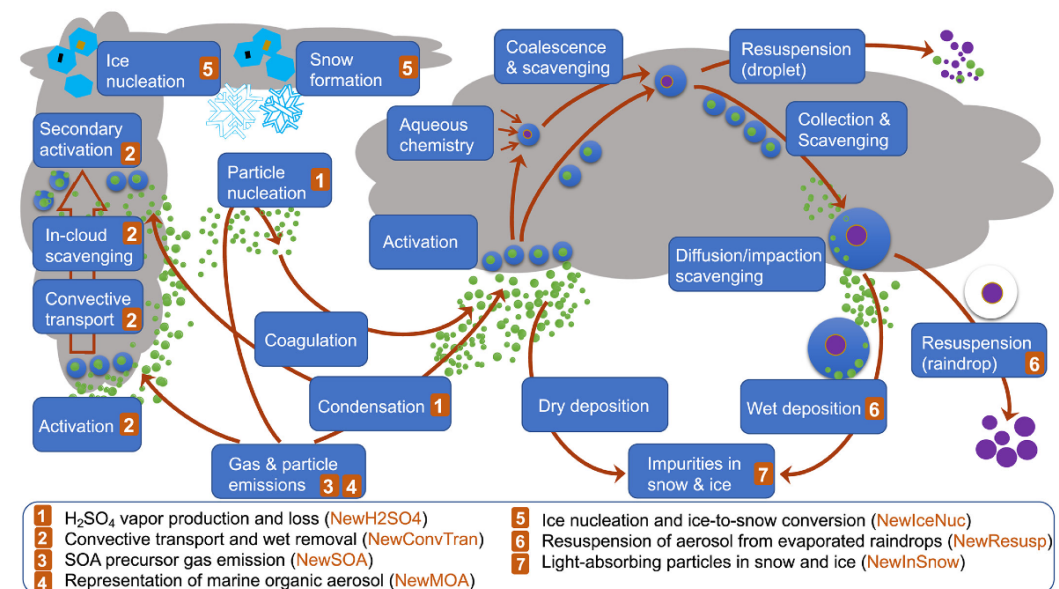 Ice
nucleation 5
Snow
formation 5
Coalescence
& scavenging
Resuspension
(droplet)
Secondary
activation 2
Aqueous
chemistry
Collection &
Scavenging
Particle
nucleation 1
In-cloud
scavenging 2
Activation
Diffusion/impaction
scavenging
Convective
transport 2
Coagulation
Resuspension
(raindrop) 6
Activation 2
Condensation 1
Dry deposition
Wet deposition 6
Gas & particle
emissions 3 4
Impurities in
snow & ice 7
1 H₂SO₄ vapor production and loss (NewH2SO4)
2 Convective transport and wet removal (NewConvTran)
3 SOA precursor gas emission (NewSOA)
4 Representation of marine organic aerosol (NewMOA)
5 Ice nucleation and ice-to-snow conversion (NewIceNuc)
6 Resuspension of aerosol from evaporated raindrops (NewResusp)
7 Light-absorbing particles in snow and ice (NewInSnow)